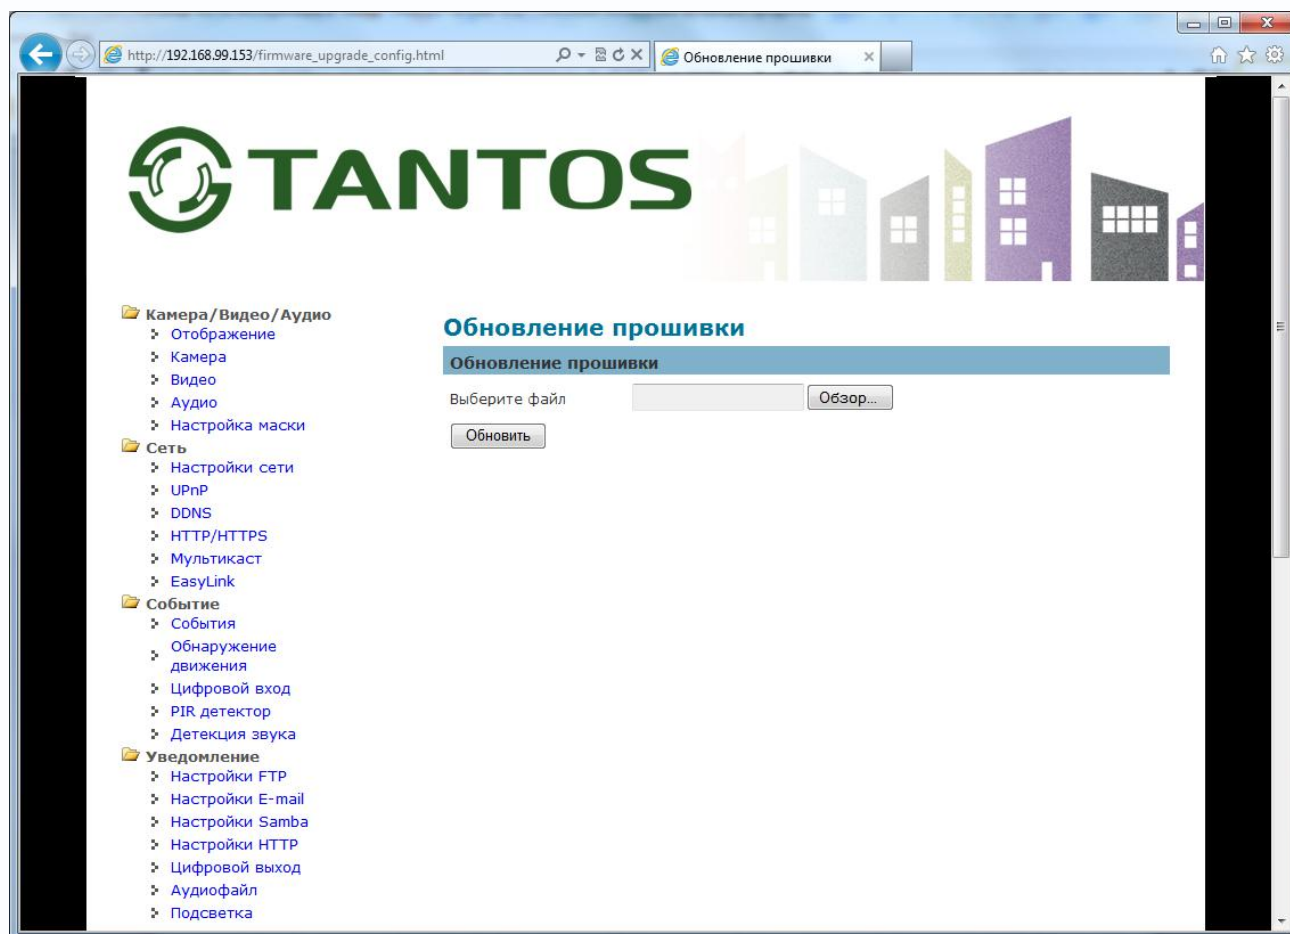 http://192.168.99.153/firmware_upgrade_config.html
Обновление прошивки
TANTOS
Камера/Видео/Аудио
Отображение
Камера
Видео
Аудио
Настройка маски
Сеть
Настройки сети
UPnP
DDNS
HTTP/HTTPS
Мультикаст
EasyLink
Событие
События
Обнаружение
движения
Цифровой вход
PIR детектор
Детекция звука
Уведомление
Настройки FTP
Настройки E-mail
Настройки Samba
Настройки HTTP
Цифровой выход
Аудиофайл
Подсветка
Обновление прошивки
Обновление прошивки
Выберите файл
Обзор...
Обновить